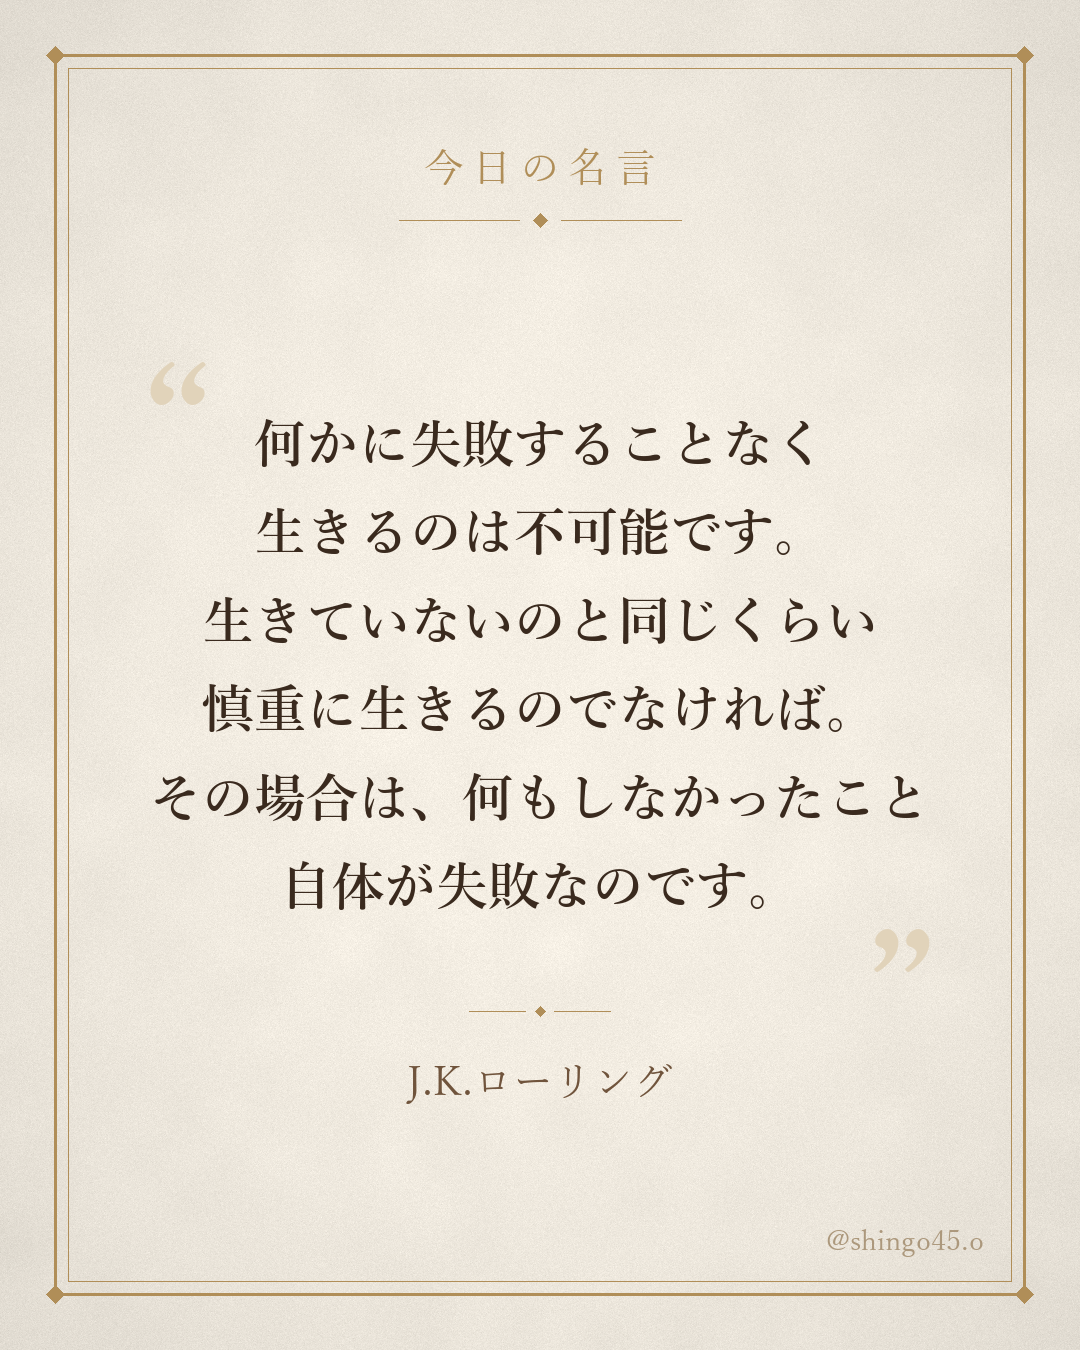 今日の名言
“
何かに失敗することなく
生きるのは不可能です。
生きていないのと同じくらい
慎重に生きるのでなければ。
その場合は、何もしなかったこと
自体が失敗なのです。
”
J.K.ローリング
@shingo45.o